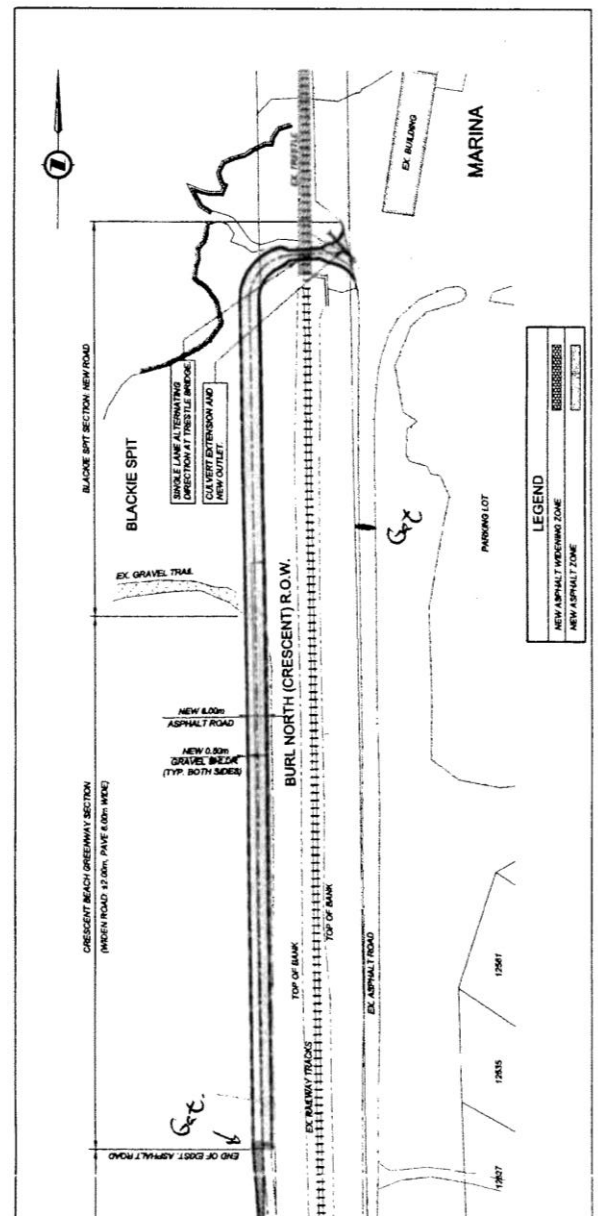 MARINA
EX. BUILDING
EX. TRESTLE
BLACKIE SPIT SECTION: NEW ROAD
BLACKIE SPIT
SINGLE LANE ALTERNATING
DIRECTION AT TRESTLE BRIDGE.
CULVERT EXTENSION AND
NEW OUTLET.
EX. GRAVEL TRAIL
NEW 6.00m
ASPHALT ROAD
NEW 0.50m
GRAVEL SHLDR.
(TYP. BOTH SIDES)
CRESCENT BEACH GREENWAY SECTION
(WIDEN ROAD ±2.00m, PAVE 6.00m WIDE)
BURL NORTH (CRESCENT) R.O.W.
TOP OF BANK
TOP OF BANK
EX. RAILWAY TRACKS
EX. ASPHALT ROAD
PARKING LOT
LEGEND
NEW ASPHALT WIDENING ZONE
NEW ASPHALT ZONE
END OF EXIST. ASPHALT ROAD
12581
12635
12627